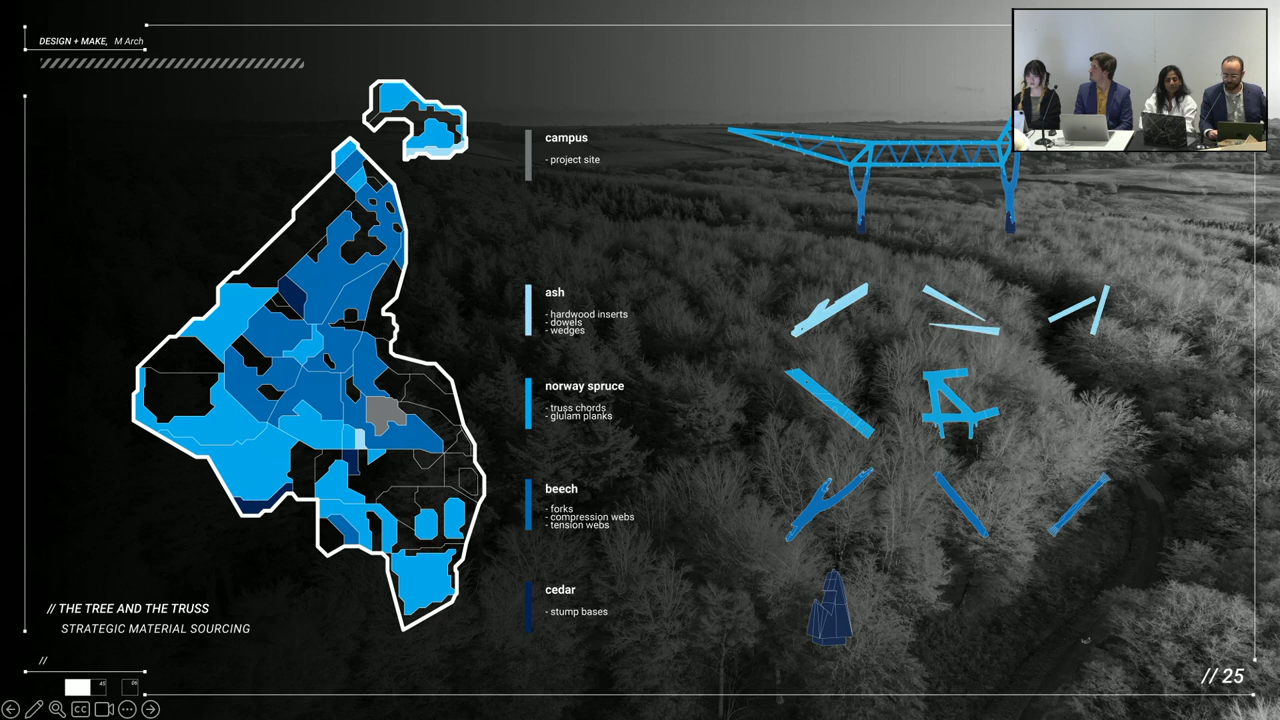 DESIGN + MAKE, M Arch
campus
- project site
ash
- hardwood inserts
- dowels
- wedges
norway spruce
- truss chords
- glulam planks
beech
- forks
- compression webs
- tension webs
cedar
- stump bases
// THE TREE AND THE TRUSS
STRATEGIC MATERIAL SOURCING
//
// 25
CC